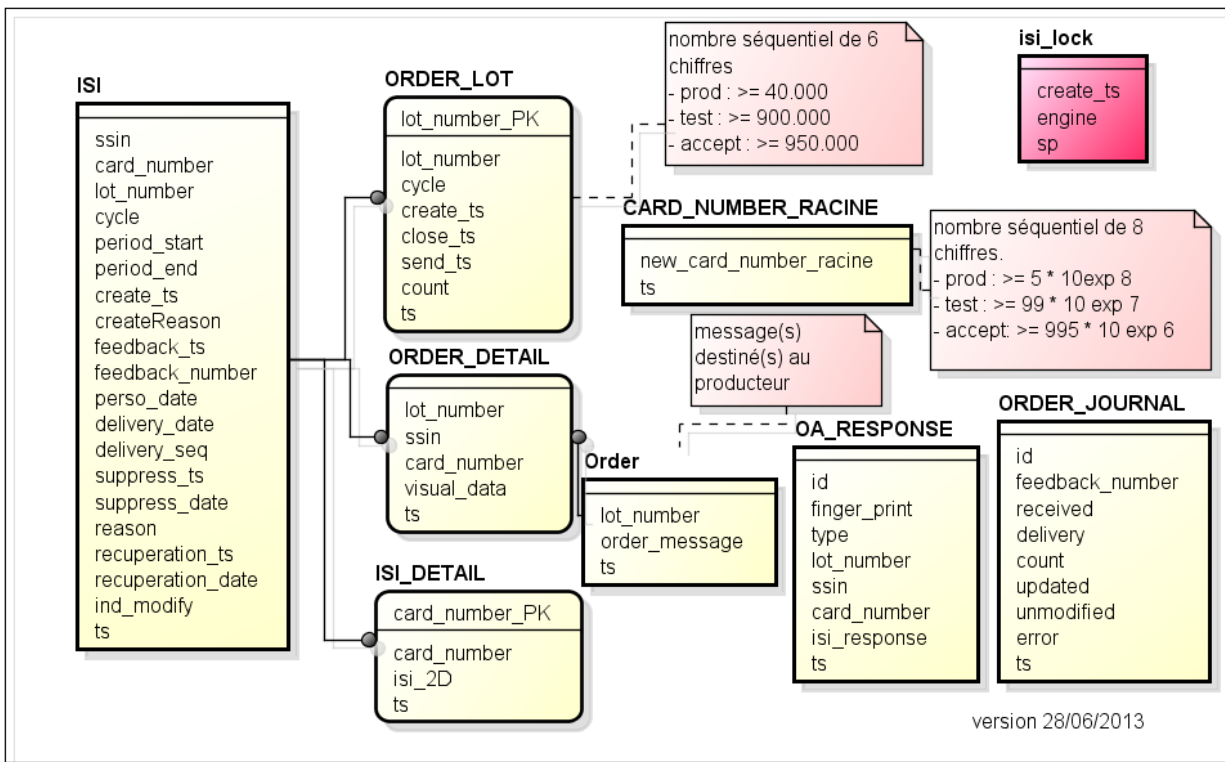 ISI
ssin
card_number
lot_number
cycle
period_start
period_end
create_ts
createReason
feedback_ts
feedback_number
perso_date
delivery_date
delivery_seq
suppress_ts
suppress_date
reason
recuperation_ts
recuperation_date
ind_modify
ts
ORDER_LOT
lot_number_PK
lot_number
cycle
create_ts
close_ts
send_ts
count
ts
nombre séquentiel de 6
chiffres
- prod : >= 40.000
- test : >= 900.000
- accept : >= 950.000
isi_lock
create_ts
engine
sp
CARD_NUMBER_RACINE
new_card_number_racine
ts
nombre séquentiel de 8
chiffres.
- prod : >= 5 * 10exp 8
- test : >= 99 * 10 exp 7
- accept: >= 995 * 10 exp 6
message(s)
destiné(s) au
producteur
ORDER_DETAIL
lot_number
ssin
card_number
visual_data
ts
Order
lot_number
order_message
ts
ISI_DETAIL
card_number_PK
card_number
isi_2D
ts
OA_RESPONSE
id
finger_print
type
lot_number
ssin
card_number
isi_response
ts
ORDER_JOURNAL
id
feedback_number
received
delivery
count
updated
unmodified
error
ts
version 28/06/2013